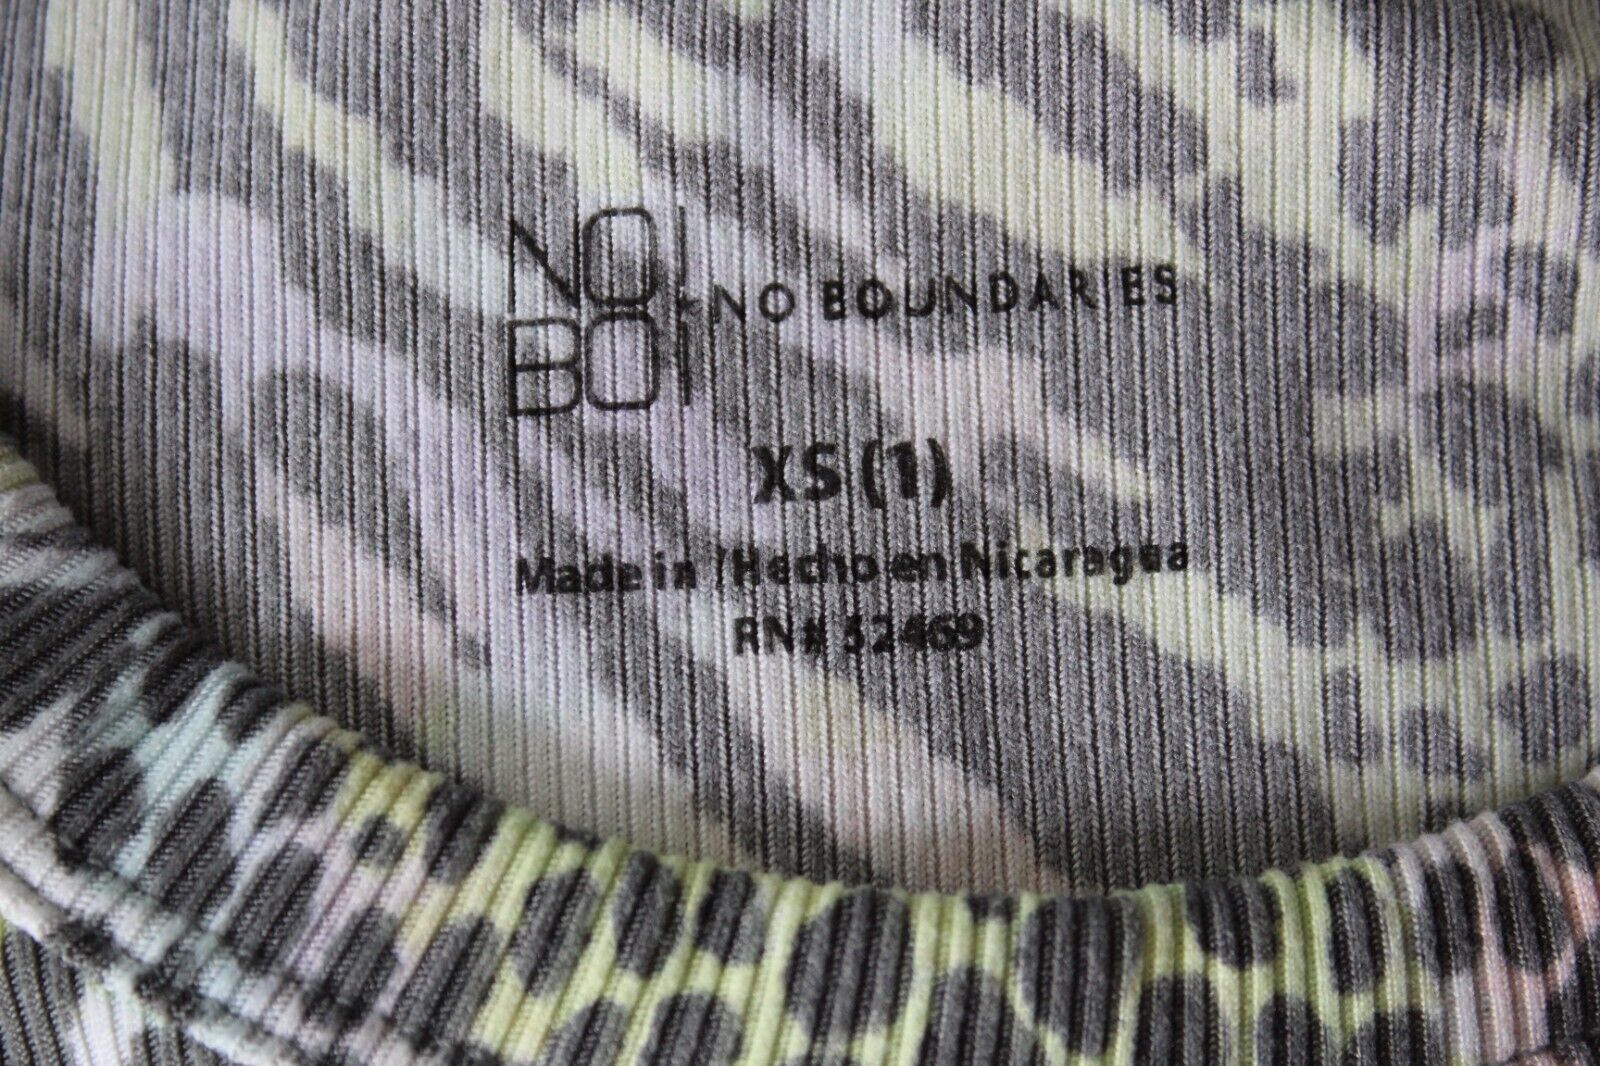 NO
BO
NO BOUNDARIES
XS (1)
Made in / Hecho en Nicaragua
RN# 52469